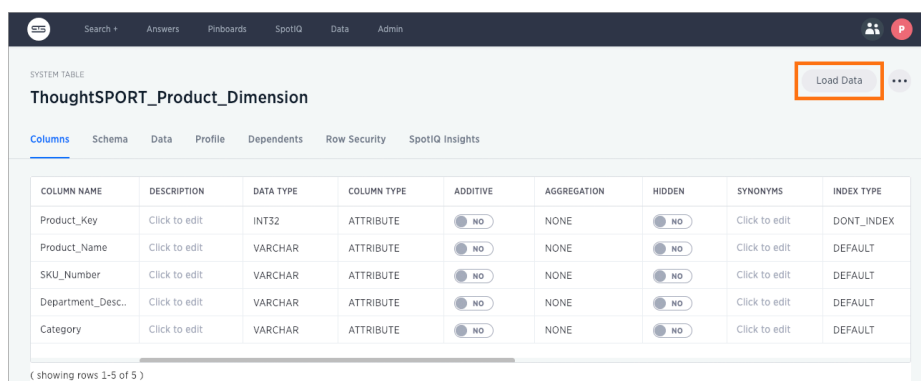 STS Search + Answers Pinboards SpotIQ Data Admin P
SYSTEM TABLE
Load Data
ThoughtSPORT_Product_Dimension
Columns Schema Data Profile Dependents Row Security SpotIQ Insights
COLUMN NAME DESCRIPTION DATA TYPE COLUMN TYPE ADDITIVE AGGREGATION HIDDEN SYNONYMS INDEX TYPE
Product_Key Click to edit INT32 ATTRIBUTE NO NONE NO Click to edit DONT_INDEX
Product_Name Click to edit VARCHAR ATTRIBUTE NO NONE NO Click to edit DEFAULT
SKU_Number Click to edit VARCHAR ATTRIBUTE NO NONE NO Click to edit DEFAULT
Department_Desc.. Click to edit VARCHAR ATTRIBUTE NO NONE NO Click to edit DEFAULT
Category Click to edit VARCHAR ATTRIBUTE NO NONE NO Click to edit DEFAULT
( showing rows 1-5 of 5 )